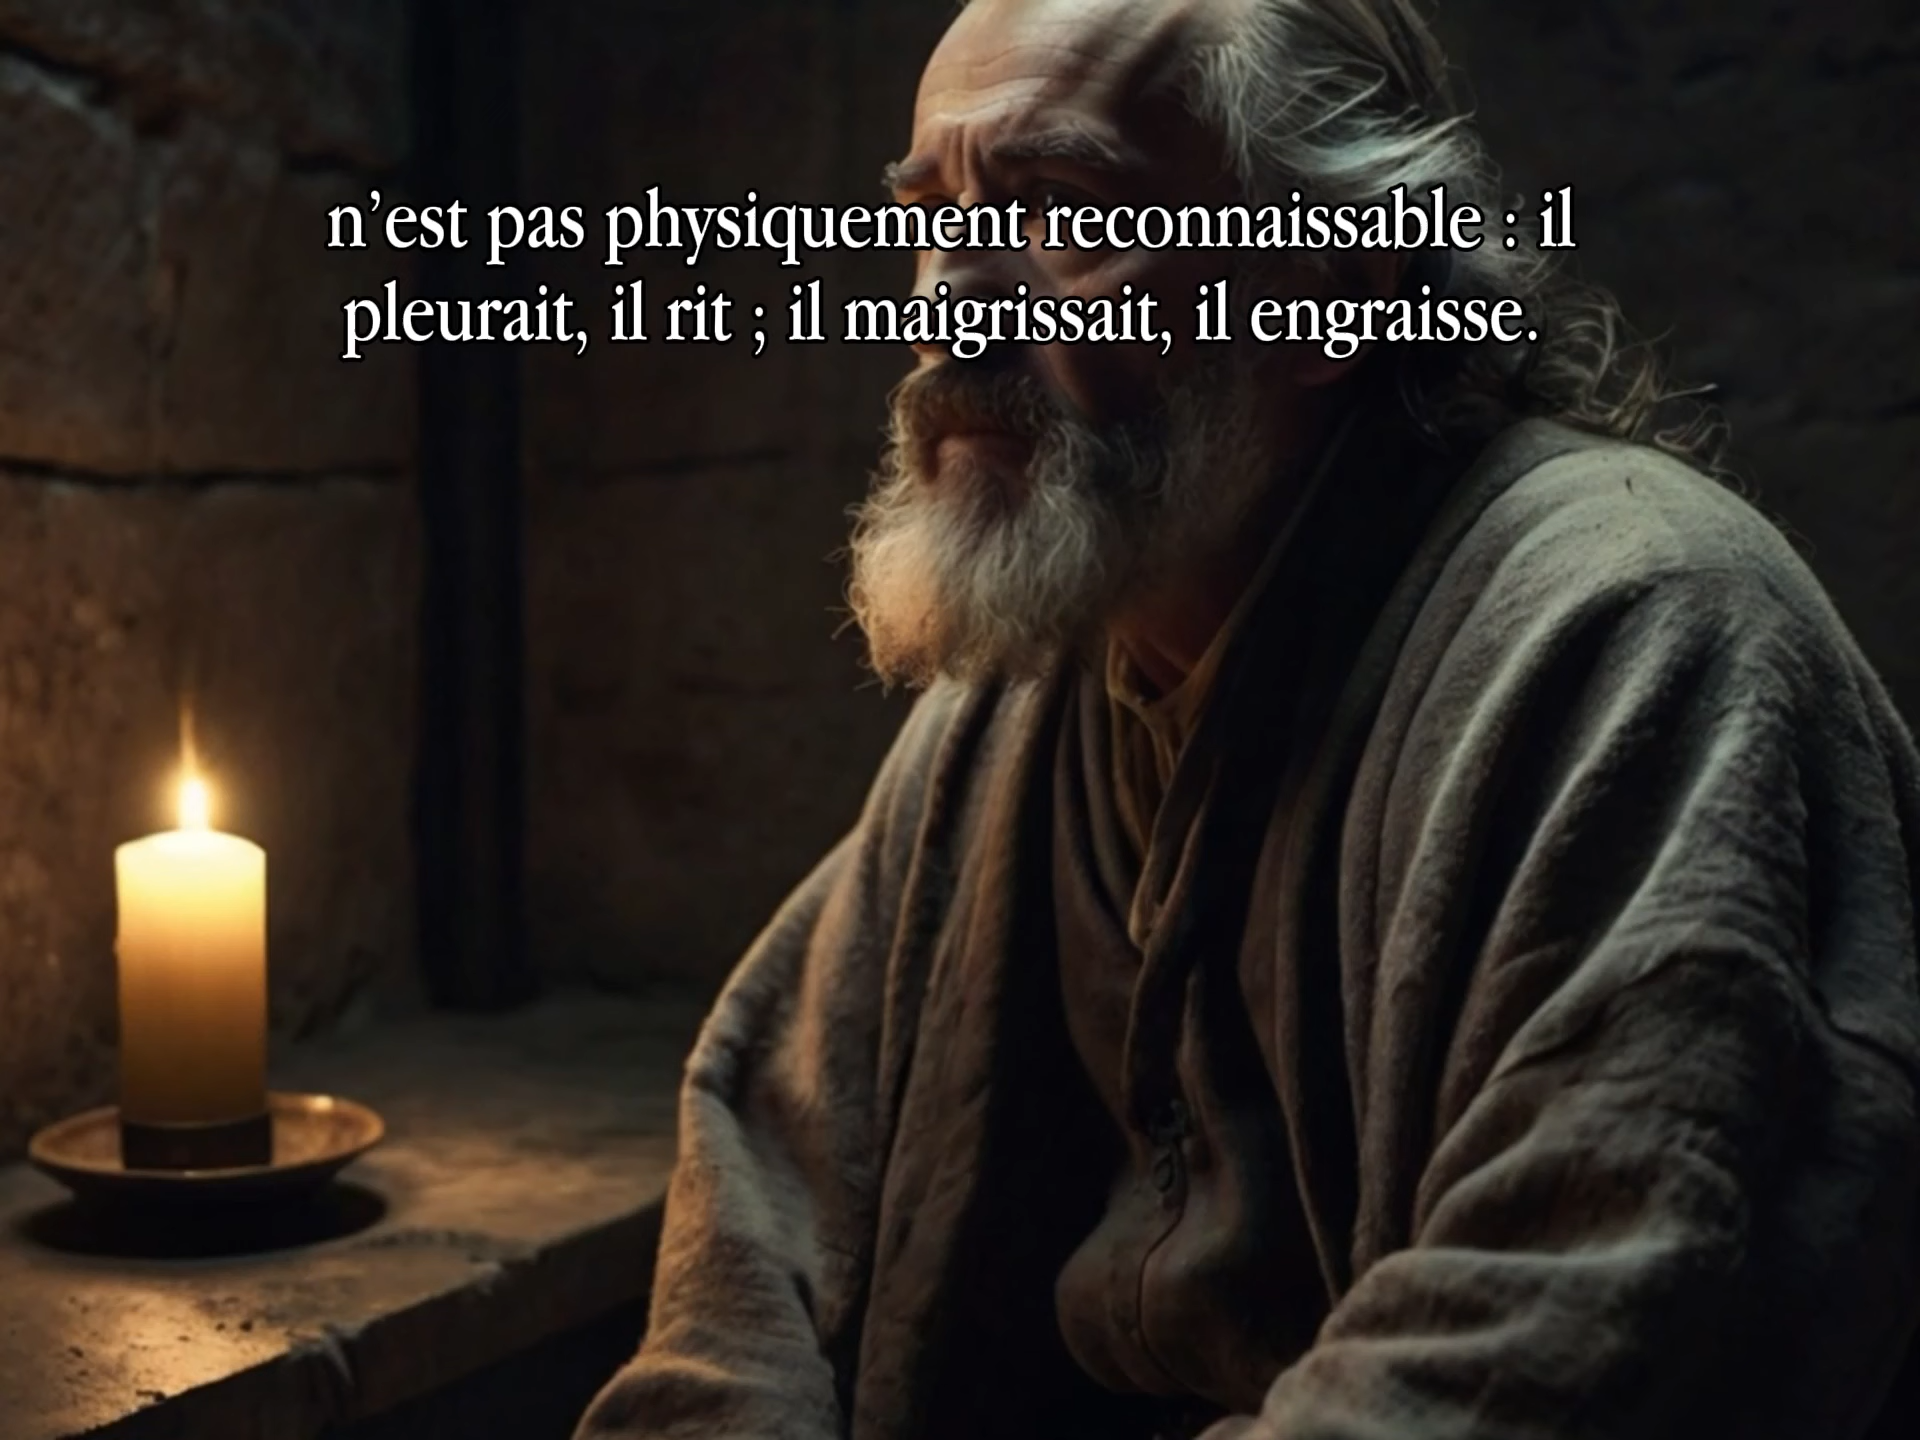 n’est pas physiquement reconnaissable : il
pleurait, il rit ; il maigrissait, il engraisse.